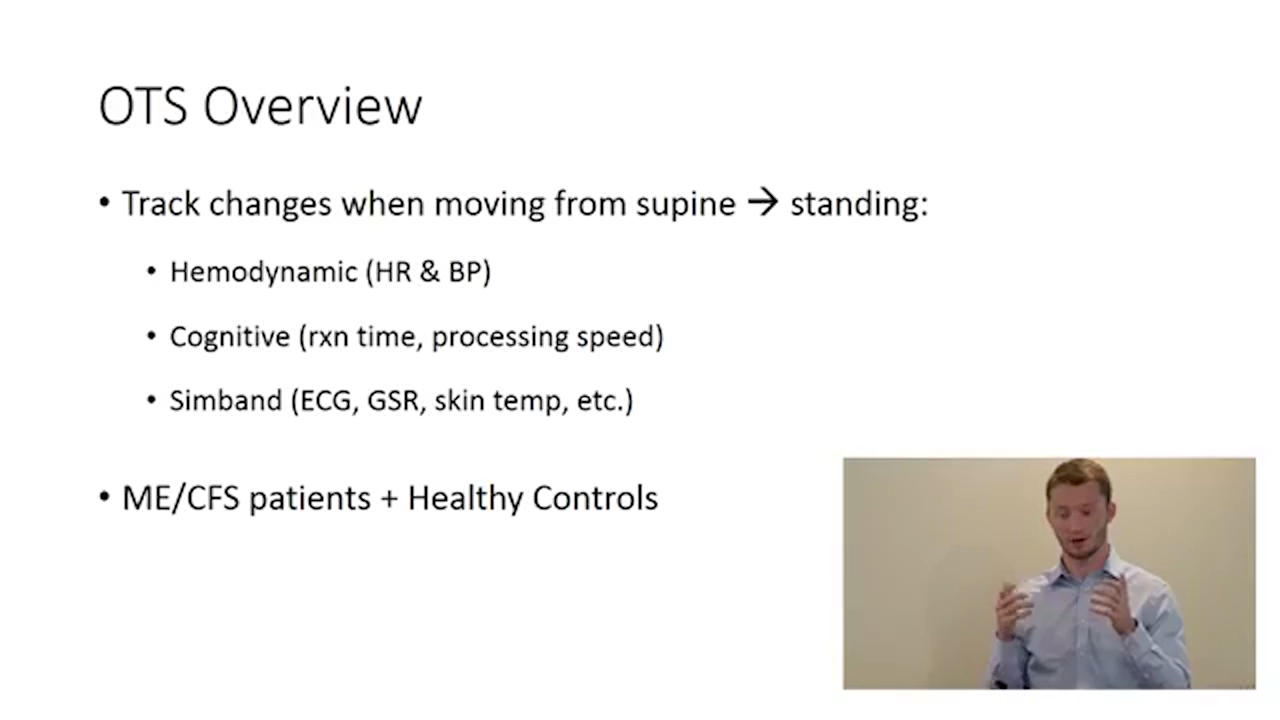 OTS Overview
• Track changes when moving from supine → standing:
• Hemodynamic (HR & BP)
• Cognitive (rxn time, processing speed)
• Simband (ECG, GSR, skin temp, etc.)
• ME/CFS patients + Healthy Controls